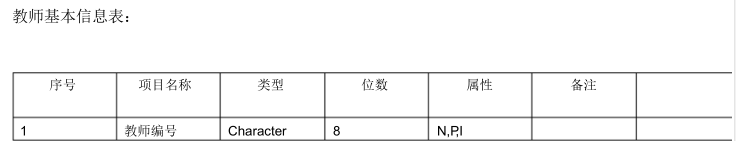 教师基本信息表：
序号 项目名称 类型 位数 属性 备注
1 教师编号 Character 8 N,P,I